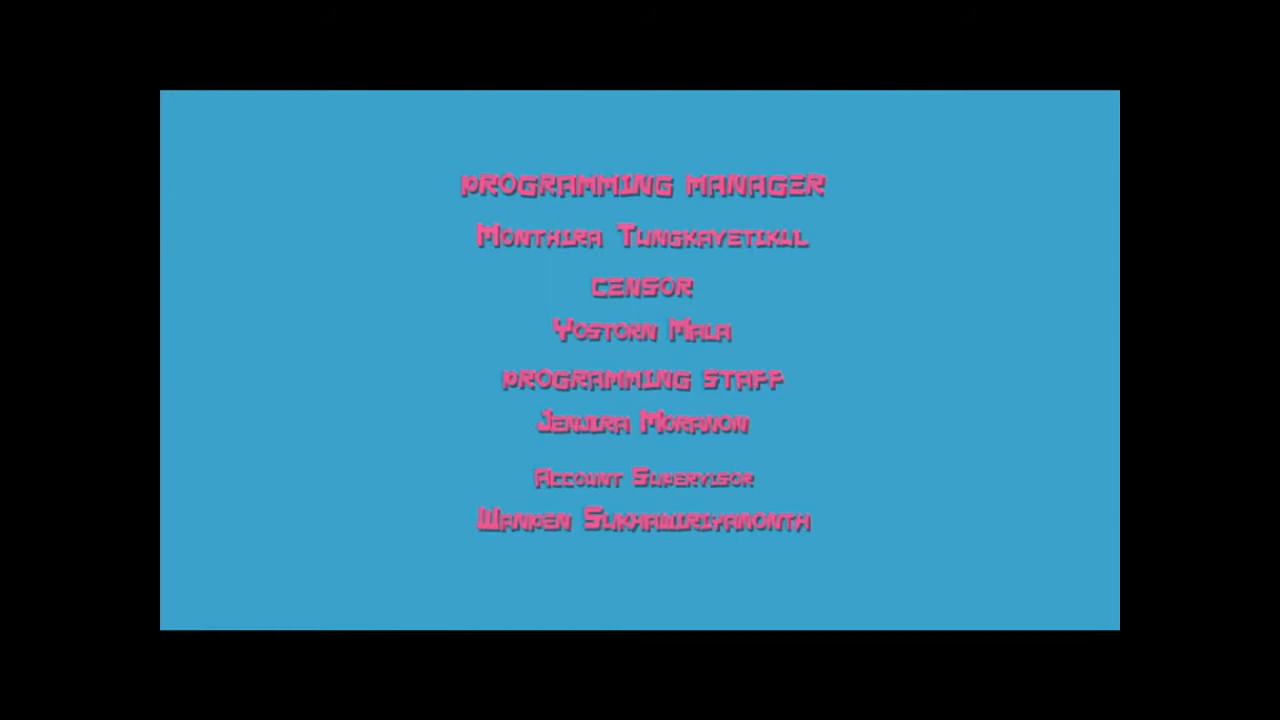 PROGRAMMING MANAGER
Monthira Tungkayetikul
CENSOR
Yostorn Mala
PROGRAMMING STAFF
Jenjira Moranon
Account Supervisor
Wanpen Sukhawiriyanonth